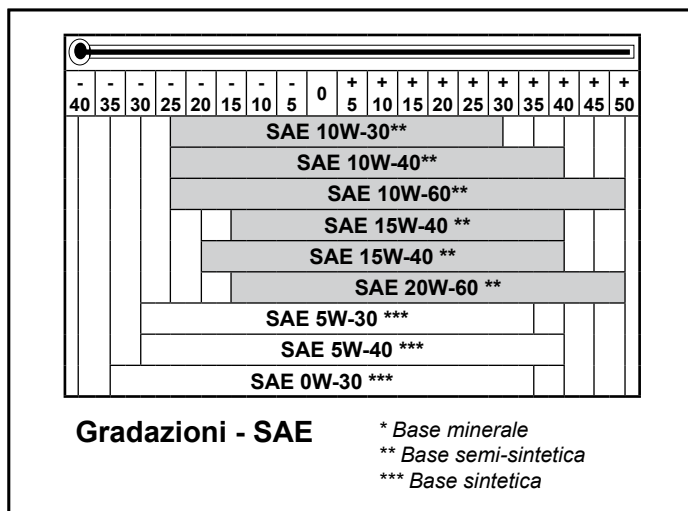 - - - - - - - - 0 + + + + + + + + + +
40 35 30 25 20 15 10 5 5 10 15 20 25 30 35 40 45 50
SAE 10W-30**
SAE 10W-40**
SAE 10W-60**
SAE 15W-40 **
SAE 15W-40 **
SAE 20W-60 **
SAE 5W-30 ***
SAE 5W-40 ***
SAE 0W-30 ***
Gradazioni - SAE
* Base minerale
** Base semi-sintetica
*** Base sintetica